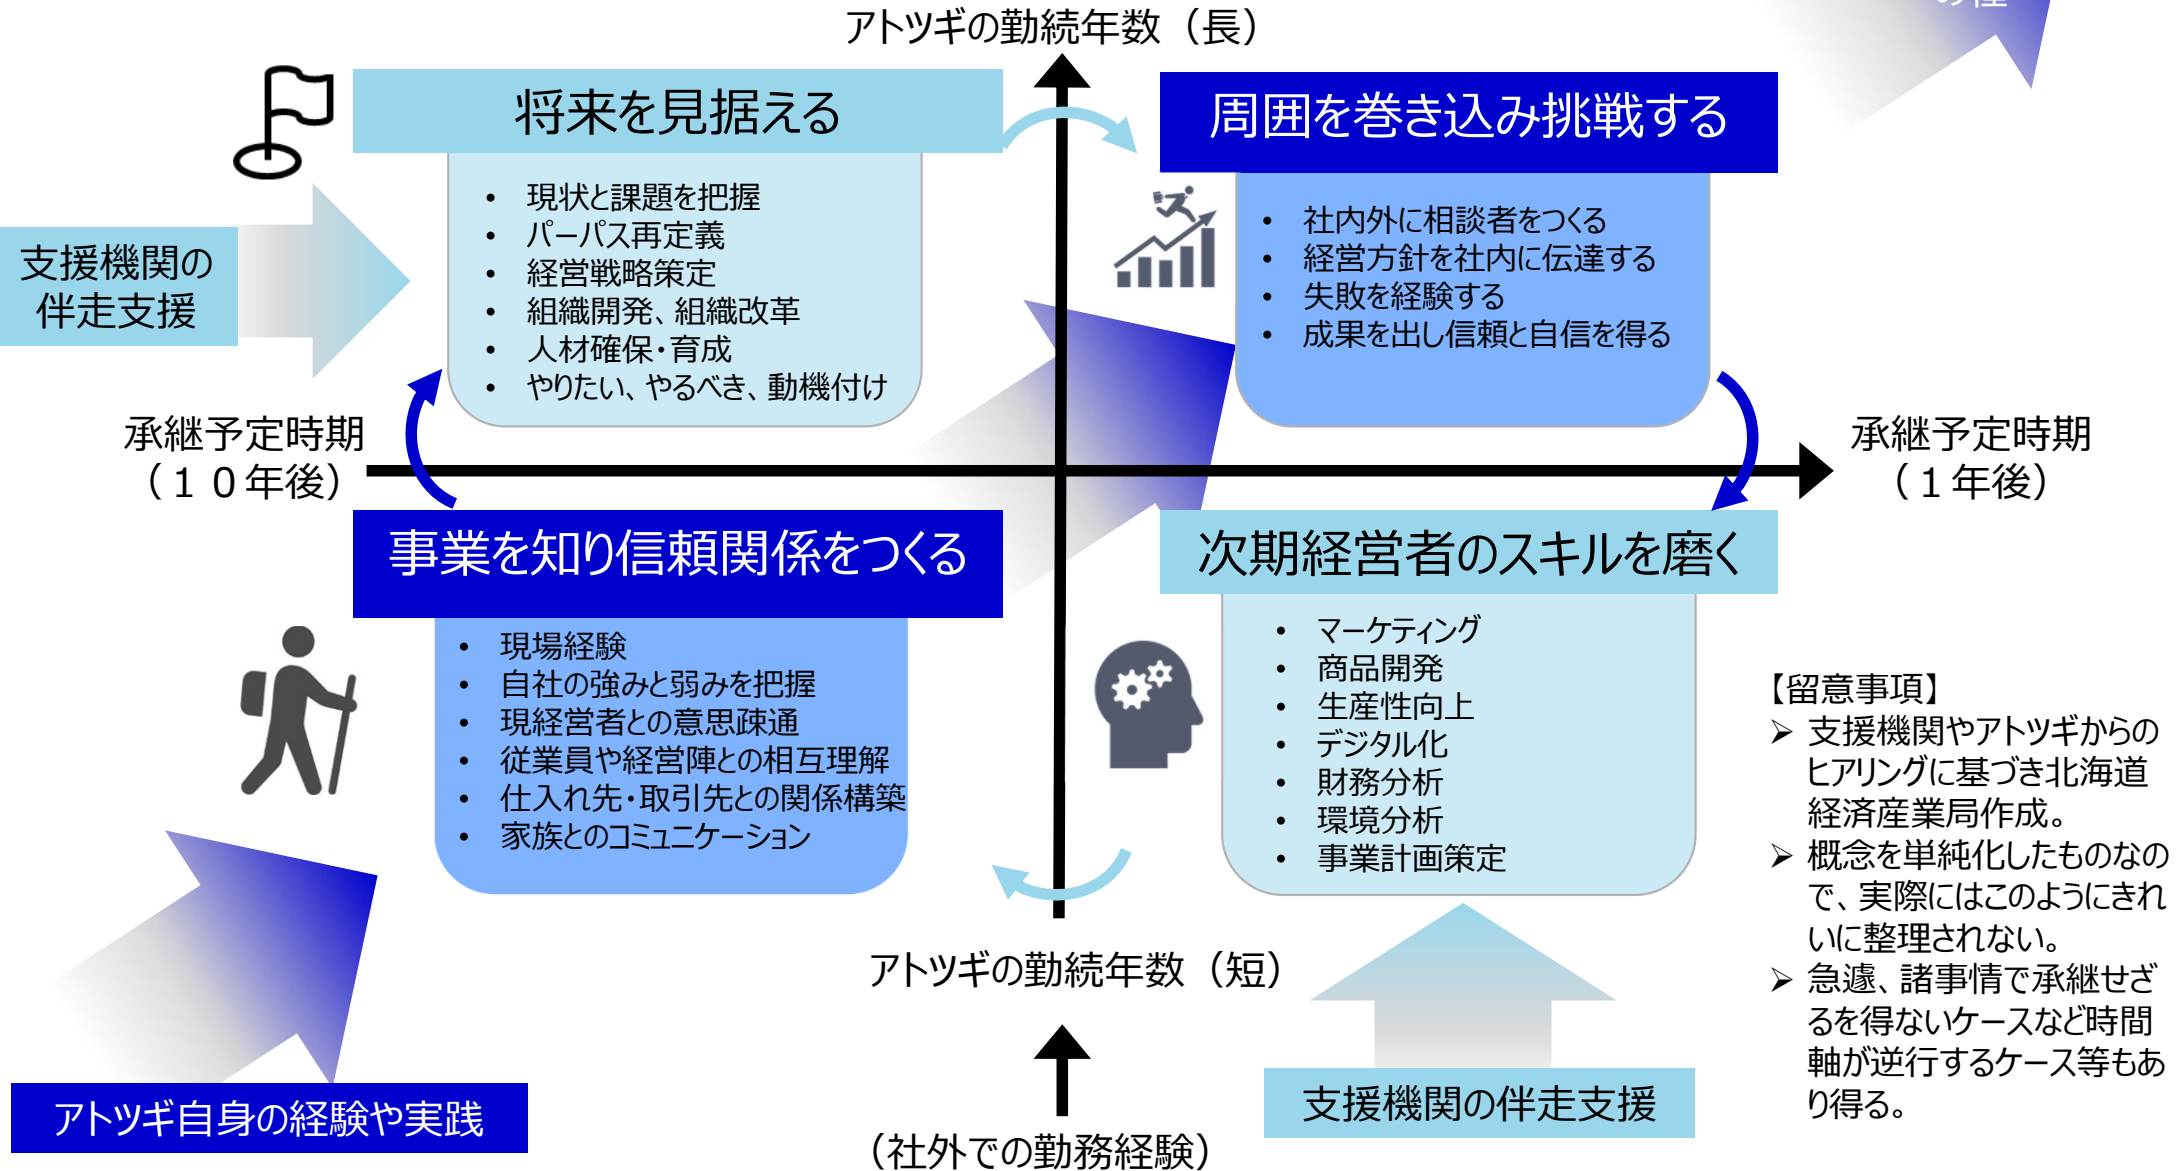 アトツギの勤続年数（長）
将来を見据える
• 現状と課題を把握
• パーパス再定義
• 経営戦略策定
• 組織開発、組織改革
• 人材確保・育成
• やりたい、やるべき、動機付け
周囲を巻き込み挑戦する
• 社内外に相談者をつくる
• 経営方針を社内に伝達する
• 失敗を経験する
• 成果を出し信頼と自信を得る
支援機関の
伴走支援
承継予定時期
（１０年後）
承継予定時期
（１年後）
事業を知り信頼関係をつくる
• 現場経験
• 自社の強みと弱みを把握
• 現経営者との意思疎通
• 従業員や経営陣との相互理解
• 仕入れ先・取引先との関係構築
• 家族とのコミュニケーション
次期経営者のスキルを磨く
• マーケティング
• 商品開発
• 生産性向上
• デジタル化
• 財務分析
• 環境分析
• 事業計画策定
【留意事項】
➢ 支援機関やアトツギからの
ヒアリングに基づき北海道
経済産業局作成。
➢ 概念を単純化したものなの
で、実際にはこのようにきれ
いに整理されない。
➢ 急遽、諸事情で承継せざ
るを得ないケースなど時間
軸が逆行するケース等もあ
り得る。
アトツギの勤続年数（短）
アトツギ自身の経験や実践
支援機関の伴走支援
（社外での勤務経験）